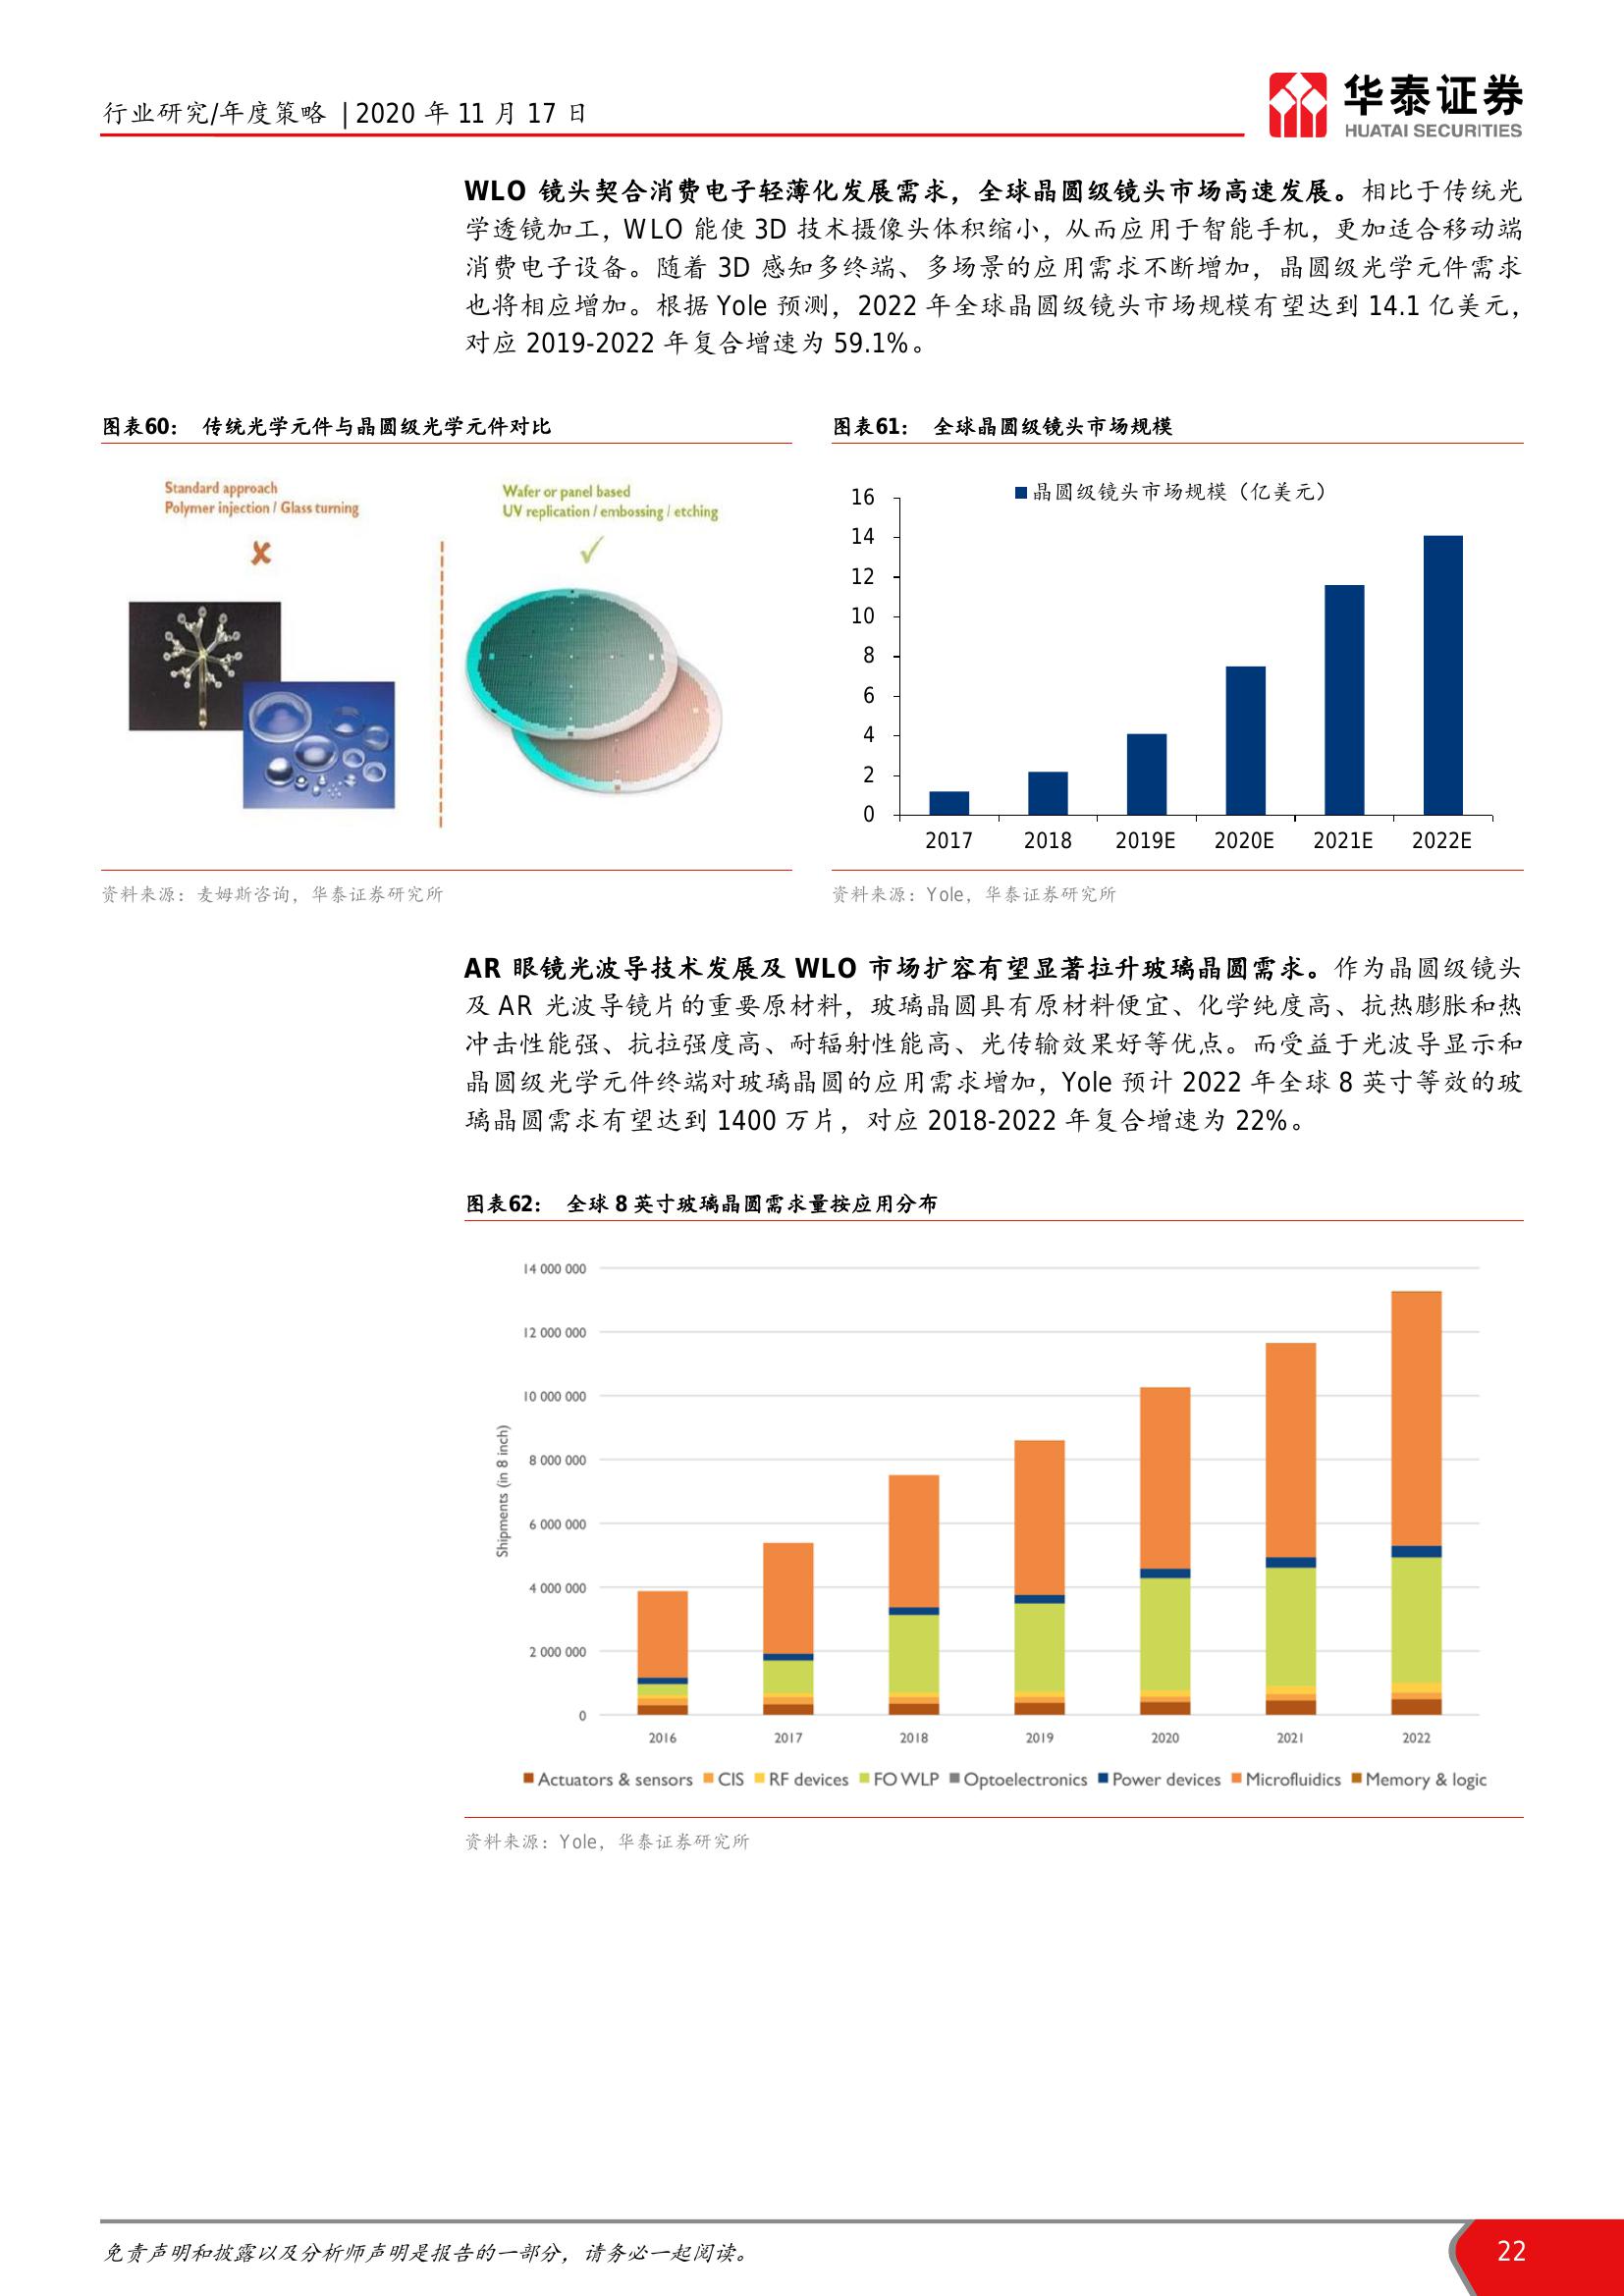 行业研究/年度策略 | 2020 年 11 月 17 日
华泰证券
HUATAI SECURITIES
WLO 镜头契合消费电子轻薄化发展需求，全球晶圆级镜头市场高速发展。相比于传统光
学透镜加工，WLO 能使 3D 技术摄像头体积缩小，从而应用于智能手机，更加适合移动端
消费电子设备。随着 3D 感知多终端、多场景的应用需求不断增加，晶圆级光学元件需求
也将相应增加。根据 Yole 预测，2022 年全球晶圆级镜头市场规模有望达到 14.1 亿美元，
对应 2019-2022 年复合增速为 59.1%。
图表60： 传统光学元件与晶圆级光学元件对比
Standard approach
Polymer injection / Glass turning
Wafer or panel based
UV replication / embossing / etching
资料来源：麦姆斯咨询，华泰证券研究所
图表61： 全球晶圆级镜头市场规模
晶圆级镜头市场规模（亿美元）
16
14
12
10
8
6
4
2
0
2017 2018 2019E 2020E 2021E 2022E
资料来源：Yole，华泰证券研究所
AR 眼镜光波导技术发展及 WLO 市场扩容有望显著拉升玻璃晶圆需求。作为晶圆级镜头
及 AR 光波导镜片的重要原材料，玻璃晶圆具有原材料便宜、化学纯度高、抗热膨胀和热
冲击性能强、抗拉强度高、耐辐射性能高、光传输效果好等优点。而受益于光波导显示和
晶圆级光学元件终端对玻璃晶圆的应用需求增加，Yole 预计 2022 年全球 8 英寸等效的玻
璃晶圆需求有望达到 1400 万片，对应 2018-2022 年复合增速为 22%。
图表62： 全球 8 英寸玻璃晶圆需求量按应用分布
Shipments (in 8 inch)
14 000 000
12 000 000
10 000 000
8 000 000
6 000 000
4 000 000
2 000 000
0
2016 2017 2018 2019 2020 2021 2022
Actuators & sensors CIS RF devices FO WLP Optoelectronics Power devices Microfluidics Memory & logic
资料来源：Yole，华泰证券研究所
免责声明和披露以及分析师声明是报告的一部分，请务必一起阅读。
22